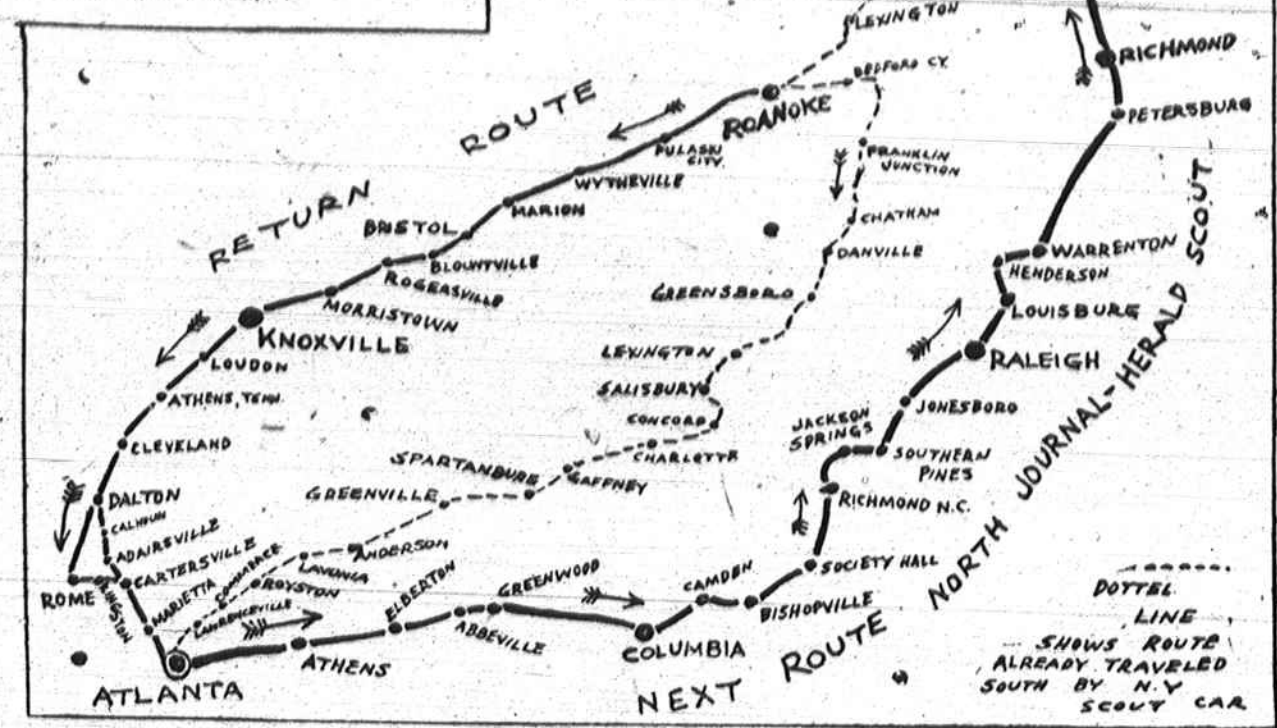 LEXINGTON
RICHMOND
BEDFORD CY.
ROANOKE
PETERSBURG
RETURN ROUTE
PULASKI
CITY.
FRANKLIN
JUNCTION
WYTHEVILLE
MARION
CHATHAM
BRISTOL
DANVILLE
BLOUNTVILLE
WARRENTON
HENDERSON
ROGERSVILLE
GREENSBORO
MORRISTOWN
LOUISBURG
KNOXVILLE
LEXINGTON
RALEIGH
LOUDON
SALISBURY
ATHENS, TENN.
CONCORD
JONESBORO
JACKSON
SPRINGS
CLEVELAND
CHARLOTTE
SOUTHERN
PINES
SPARTANBURG
GAFFNEY
GREENVILLE
DALTON
RICHMOND N.C.
CALHOUN
ADAIRSVILLE
ANDERSON
LAVONIA
CARTERSVILLE
COMMERACE
ROYSTON
MARIETTA
LAWRENCEVILLE
ROME
KINGSTON
ELBERTON
GREENWOOD
ABBEVILLE
CAMDEN
SOCIETY HALL
BISHOPVILLE
COLUMBIA
ATHENS
ATLANTA
NEXT ROUTE NORTH JOURNAL-HERALD SCOUT
DOTTEL
LINE
SHOWS ROUTE
ALREADY TRAVELED
SOUTH BY N.Y
SCOUT CAR